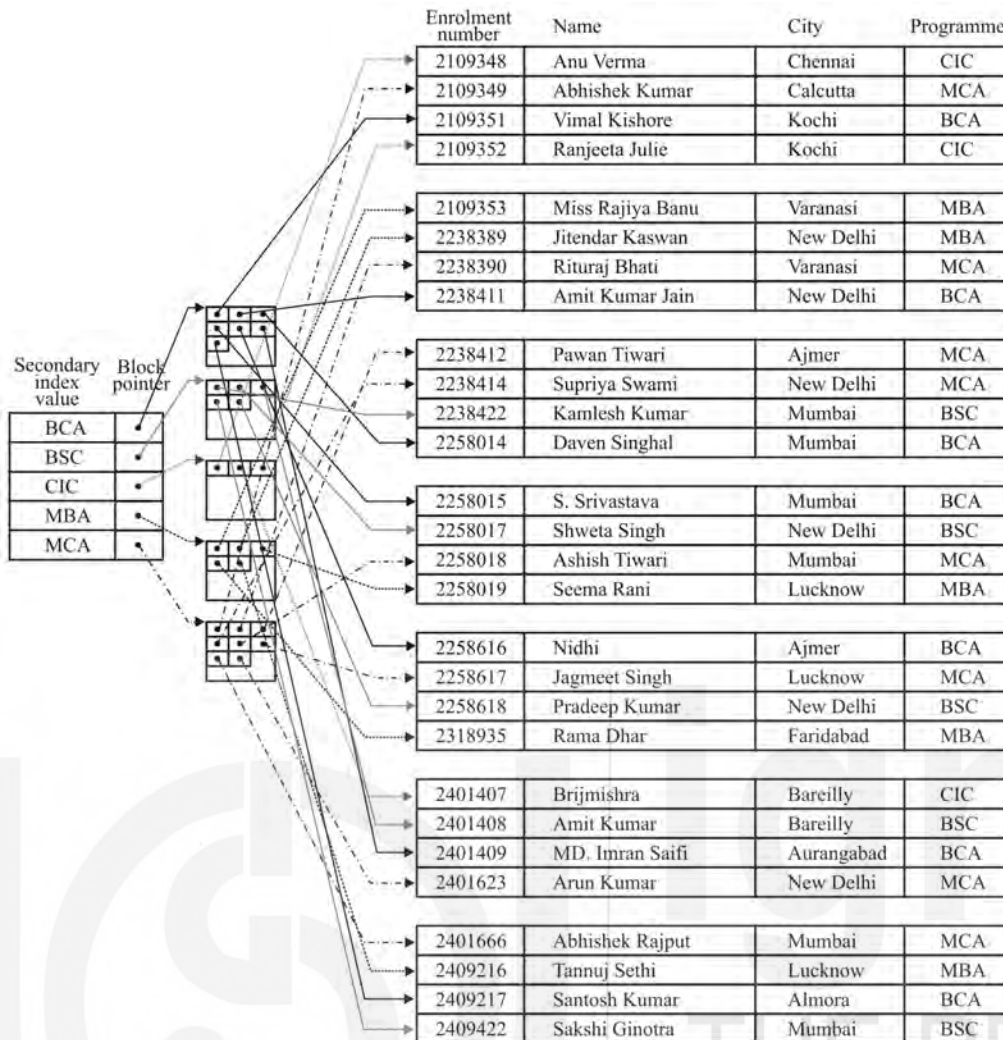 Enrolment number Name City Programme
2109348 Anu Verma Chennai CIC
2109349 Abhishek Kumar Calcutta MCA
2109351 Vimal Kishore Kochi BCA
2109352 Ranjeeta Julie Kochi CIC
2109353 Miss Rajiya Banu Varanasi MBA
2238389 Jitendar Kaswan New Delhi MBA
2238390 Rituraj Bhati Varanasi MCA
2238411 Amit Kumar Jain New Delhi BCA
2238412 Pawan Tiwari Ajmer MCA
2238414 Supriya Swami New Delhi MCA
2238422 Kamlesh Kumar Mumbai BSC
2258014 Daven Singhal Mumbai BCA
2258015 S. Srivastava Mumbai BCA
2258017 Shweta Singh New Delhi BSC
2258018 Ashish Tiwari Mumbai MCA
2258019 Seema Rani Lucknow MBA
2258616 Nidhi Ajmer BCA
2258617 Jagmeet Singh Lucknow MCA
2258618 Pradeep Kumar New Delhi BSC
2318935 Rama Dhar Faridabad MBA
2401407 Brijmishra Bareilly CIC
2401408 Amit Kumar Bareilly BSC
2401409 MD. Imran Saifi Aurangabad BCA
2401623 Arun Kumar New Delhi MCA
2401666 Abhishek Rajput Mumbai MCA
2409216 Tannuj Sethi Lucknow MBA
2409217 Santosh Kumar Almora BCA
2409422 Sakshi Ginotra Mumbai BSC
Secondary index value Block pointer
BCA
BSC
CIC
MBA
MCA